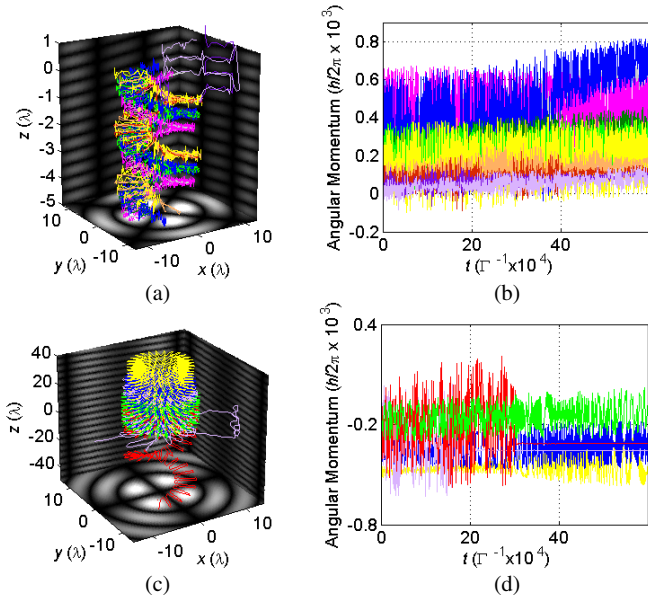 1
0
-1
-2
-3
-4
-5
z (λ)
10
0
-10
y (λ)
-10
0
10
x (λ)
(a)
Angular Momentum (ħ/2π x 10³)
0.8
0.6
0.4
0.2
0
-0.2
0
20
40
t (Γ⁻¹x10⁴)
(b)
40
20
0
-20
-40
z (λ)
10
0
-10
y (λ)
-10
0
10
x (λ)
(c)
Angular Momentum (ħ/2π x 10³)
0.4
-0.2
-0.8
0
20
40
60
t (Γ⁻¹x10⁴)
(d)